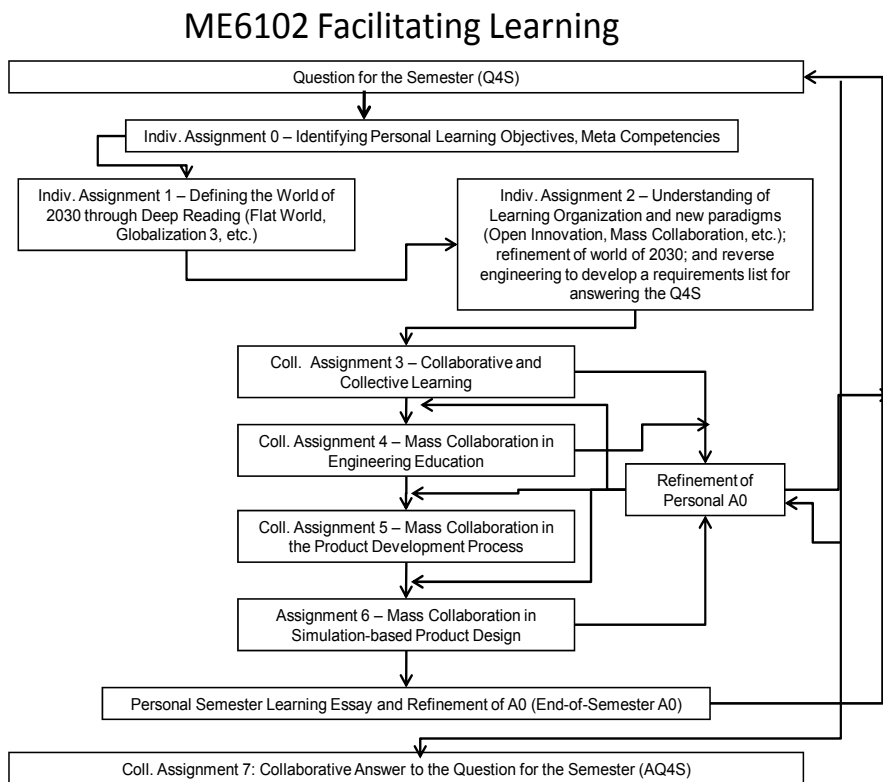 ME6102 Facilitating Learning
Question for the Semester (Q4S)
Indiv. Assignment 0 – Identifying Personal Learning Objectives, Meta Competencies
Indiv. Assignment 1 – Defining the World of
2030 through Deep Reading (Flat World,
Globalization 3, etc.)
Indiv. Assignment 2 – Understanding of
Learning Organization and new paradigms
(Open Innovation, Mass Collaboration, etc.);
refinement of world of 2030; and reverse
engineering to develop a requirements list for
answering the Q4S
Coll. Assignment 3 – Collaborative and
Collective Learning
Coll. Assignment 4 – Mass Collaboration in
Engineering Education
Refinement of
Personal A0
Coll. Assignment 5 – Mass Collaboration in
the Product Development Process
Assignment 6 – Mass Collaboration in
Simulation-based Product Design
Personal Semester Learning Essay and Refinement of A0 (End-of-Semester A0)
Coll. Assignment 7: Collaborative Answer to the Question for the Semester (AQ4S)